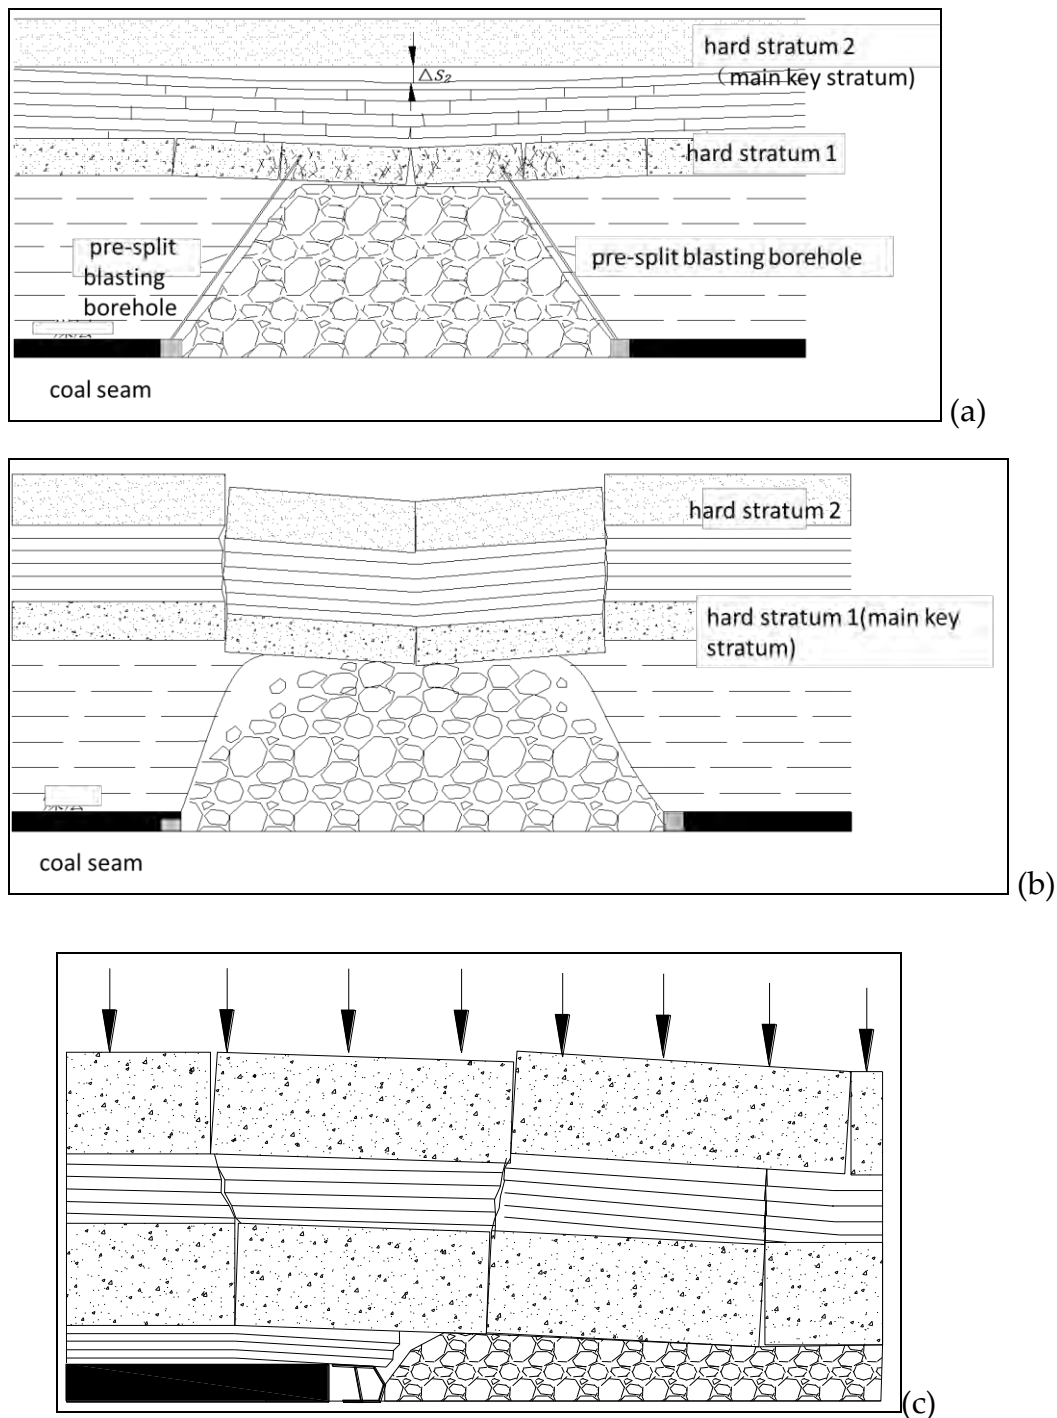 hard stratum 2
（main key stratum)
△S₂
hard stratum 1
pre-split
blasting
borehole
pre-split blasting borehole
coal seam
(a)
hard stratum 2
hard stratum 1(main key
stratum)
coal seam
(b)
(c)